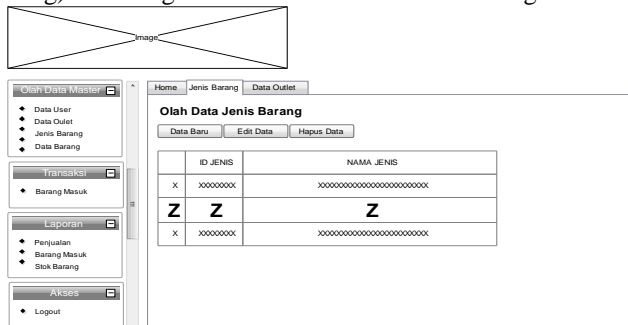 Image
Olah Data Master
Data User
Data Oulet
Jenis Barang
Data Barang
Transaksi
Barang Masuk
Laporan
Penjualan
Barang Masuk
Stok Barang
Akses
Logout
Home Jenis Barang Data Outlet
Olah Data Jenis Barang
Data Baru Edit Data Hapus Data
ID JENIS NAMA JENIS
X XXXXXXXX XXXXXXXXXXXXXXXXXXXXXXX
Z Z Z
X XXXXXXXX XXXXXXXXXXXXXXXXXXXXXXX